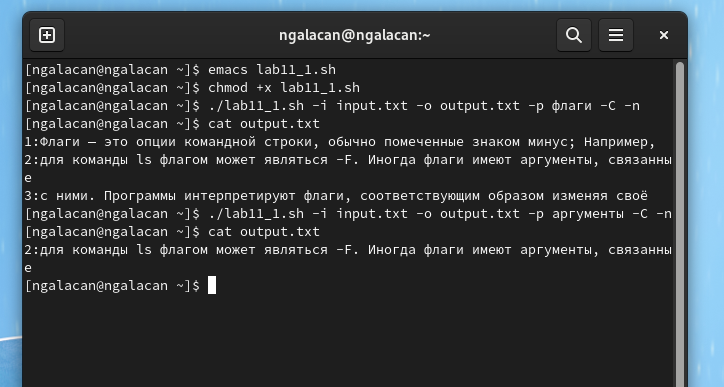 ngalacan@ngalacan:~
[ngalacan@ngalacan ~]$ emacs lab11_1.sh
[ngalacan@ngalacan ~]$ chmod +x lab11_1.sh
[ngalacan@ngalacan ~]$ ./lab11_1.sh -i input.txt -o output.txt -p флаги -C -n
[ngalacan@ngalacan ~]$ cat output.txt
1:Флаги — это опции командной строки, обычно помеченные знаком минус; Например,
2:для команды ls флагом может являться -F. Иногда флаги имеют аргументы, связанны
е
3:с ними. Программы интерпретируют флаги, соответствующим образом изменяя своё
[ngalacan@ngalacan ~]$ ./lab11_1.sh -i input.txt -o output.txt -p аргументы -C -n
[ngalacan@ngalacan ~]$ cat output.txt
2:для команды ls флагом может являться -F. Иногда флаги имеют аргументы, связанны
е
[ngalacan@ngalacan ~]$